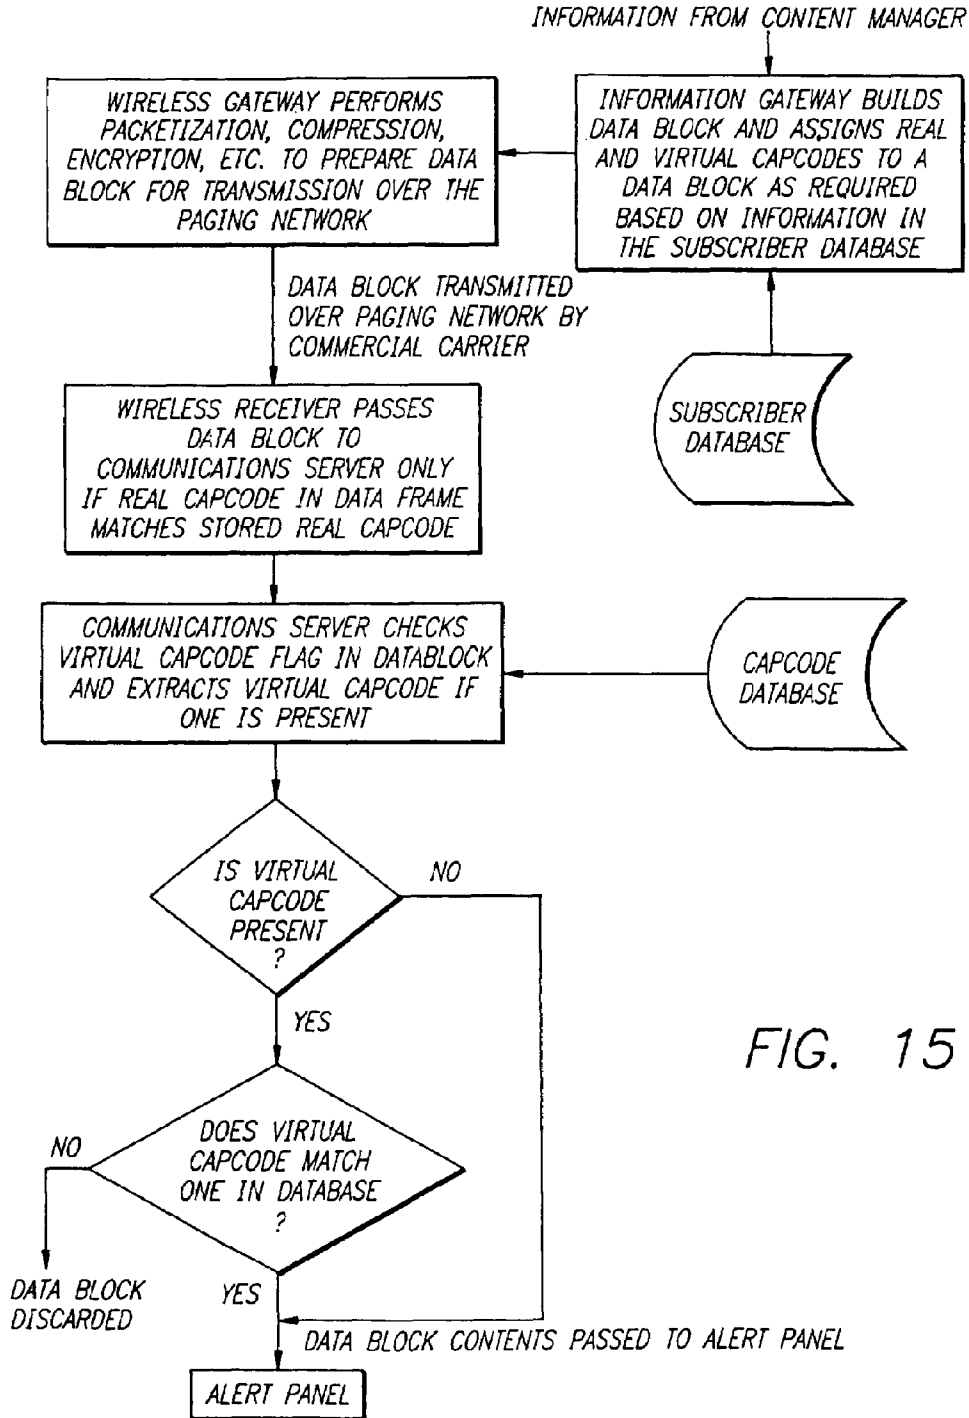 INFORMATION FROM CONTENT MANAGER
INFORMATION GATEWAY BUILDS
DATA BLOCK AND ASSIGNS REAL
AND VIRTUAL CAPCODES TO A
DATA BLOCK AS REQUIRED
BASED ON INFORMATION IN
THE SUBSCRIBER DATABASE
WIRELESS GATEWAY PERFORMS
PACKETIZATION, COMPRESSION,
ENCRYPTION, ETC. TO PREPARE DATA
BLOCK FOR TRANSMISSION OVER THE
PAGING NETWORK
DATA BLOCK TRANSMITTED
OVER PAGING NETWORK BY
COMMERCIAL CARRIER
SUBSCRIBER
DATABASE
WIRELESS RECEIVER PASSES
DATA BLOCK TO
COMMUNICATIONS SERVER ONLY
IF REAL CAPCODE IN DATA FRAME
MATCHES STORED REAL CAPCODE
COMMUNICATIONS SERVER CHECKS
VIRTUAL CAPCODE FLAG IN DATABLOCK
AND EXTRACTS VIRTUAL CAPCODE IF
ONE IS PRESENT
CAPCODE
DATABASE
IS VIRTUAL
CAPCODE
PRESENT
?
NO
YES
DOES VIRTUAL
CAPCODE MATCH
ONE IN DATABASE
?
NO
DATA BLOCK
DISCARDED
YES
DATA BLOCK CONTENTS PASSED TO ALERT PANEL
ALERT PANEL
FIG. 15